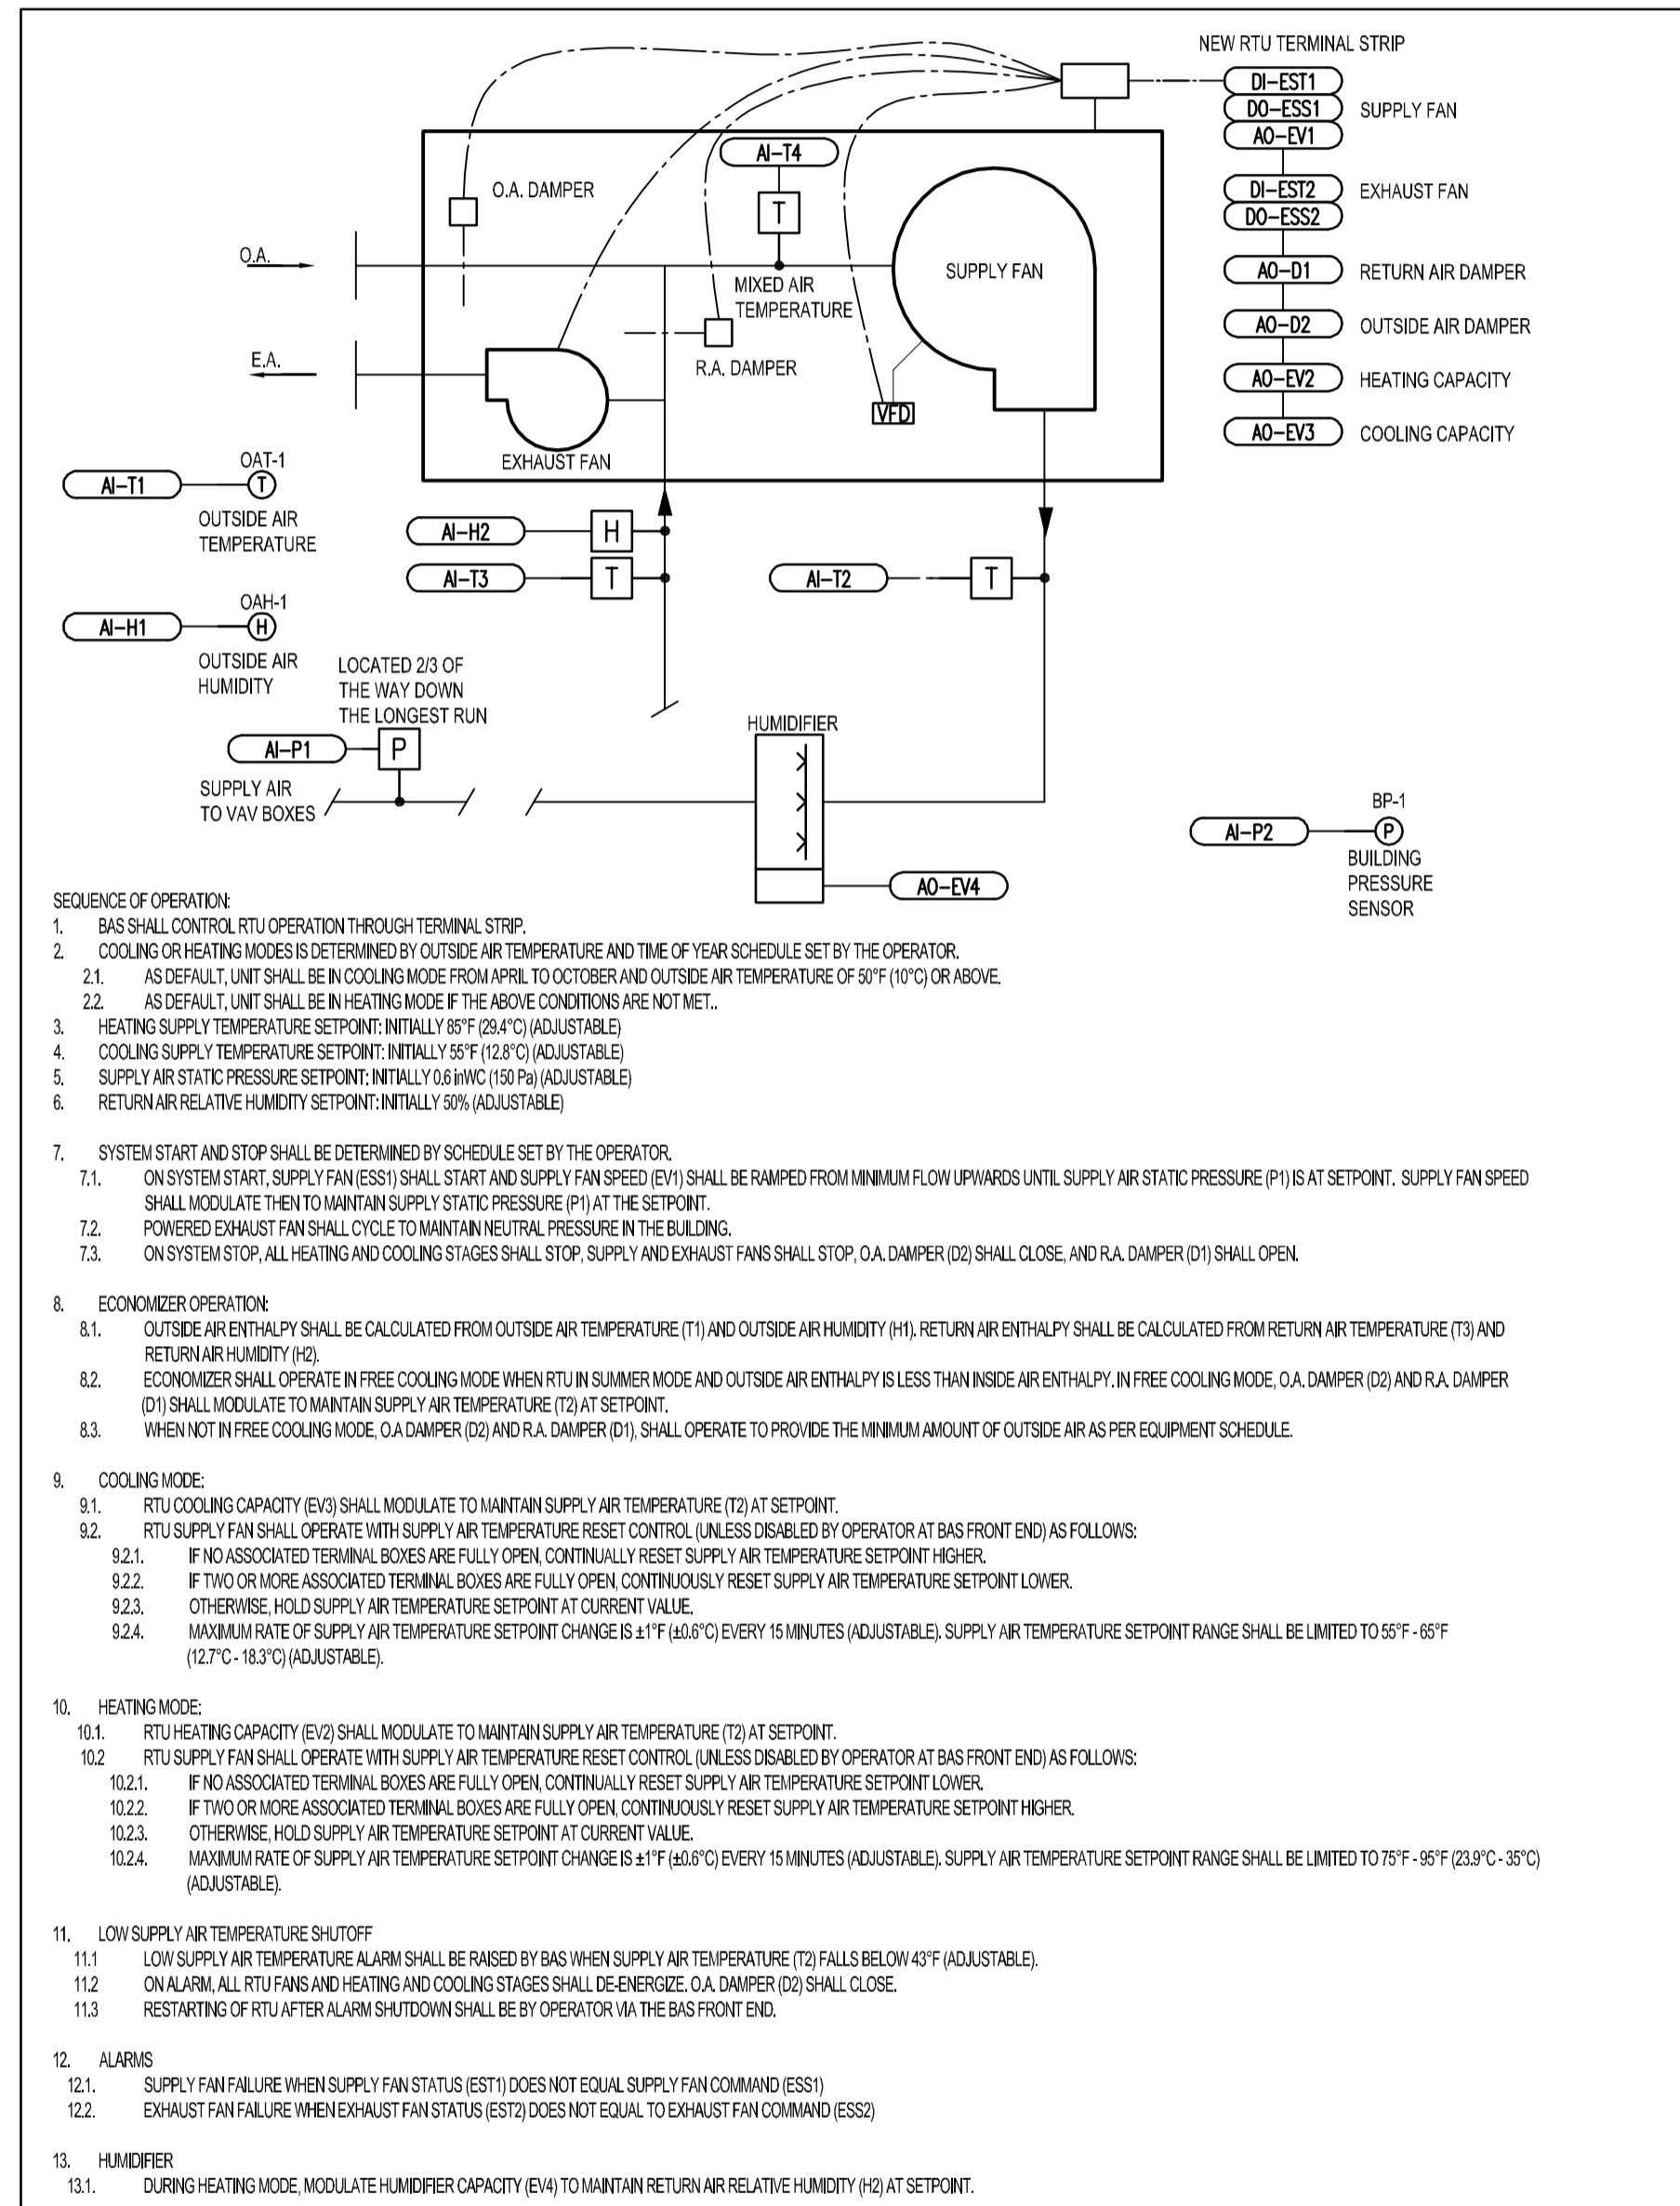 NEW RTU TERMINAL STRIP
DI-EST1
DO-ESS1 SUPPLY FAN
AO-EV1
DI-EST2 EXHAUST FAN
DO-ESS2
AO-D1 RETURN AIR DAMPER
AO-D2 OUTSIDE AIR DAMPER
AO-EV2 HEATING CAPACITY
AO-EV3 COOLING CAPACITY
AI-T4
T
O.A. DAMPER
O.A.
SUPPLY FAN
MIXED AIR
TEMPERATURE
E.A.
R.A. DAMPER
VFD
EXHAUST FAN
OAT-1
AI-T1 T
OUTSIDE AIR
TEMPERATURE
AI-H2 H
AI-T3 T
AI-T2 T
OAH-1
AI-H1 H
OUTSIDE AIR
HUMIDITY
LOCATED 2/3 OF
THE WAY DOWN
THE LONGEST RUN
HUMIDIFIER
AI-P1 P
SUPPLY AIR
TO VAV BOXES
BP-1
AI-P2 P
BUILDING
PRESSURE
SENSOR
AO-EV4
SEQUENCE OF OPERATION:
1. BAS SHALL CONTROL RTU OPERATION THROUGH TERMINAL STRIP.
2. COOLING OR HEATING MODES IS DETERMINED BY OUTSIDE AIR TEMPERATURE AND TIME OF YEAR SCHEDULE SET BY THE OPERATOR.
2.1. AS DEFAULT, UNIT SHALL BE IN COOLING MODE FROM APRIL TO OCTOBER AND OUTSIDE AIR TEMPERATURE OF 50°F (10°C) OR ABOVE.
2.2. AS DEFAULT, UNIT SHALL BE IN HEATING MODE IF THE ABOVE CONDITIONS ARE NOT MET..
3. HEATING SUPPLY TEMPERATURE SETPOINT: INITIALLY 85°F (29.4°C) (ADJUSTABLE)
4. COOLING SUPPLY TEMPERATURE SETPOINT: INITIALLY 55°F (12.8°C) (ADJUSTABLE)
5. SUPPLY AIR STATIC PRESSURE SETPOINT: INITIALLY 0.6 inWC (150 Pa) (ADJUSTABLE)
6. RETURN AIR RELATIVE HUMIDITY SETPOINT: INITIALLY 50% (ADJUSTABLE)
7. SYSTEM START AND STOP SHALL BE DETERMINED BY SCHEDULE SET BY THE OPERATOR.
7.1. ON SYSTEM START, SUPPLY FAN (ESS1) SHALL START AND SUPPLY FAN SPEED (EV1) SHALL BE RAMPED FROM MINIMUM FLOW UPWARDS UNTIL SUPPLY AIR STATIC PRESSURE (P1) IS AT SETPOINT. SUPPLY FAN SPEED
SHALL MODULATE THEN TO MAINTAIN SUPPLY STATIC PRESSURE (P1) AT THE SETPOINT.
7.2. POWERED EXHAUST FAN SHALL CYCLE TO MAINTAIN NEUTRAL PRESSURE IN THE BUILDING.
7.3. ON SYSTEM STOP, ALL HEATING AND COOLING STAGES SHALL STOP, SUPPLY AND EXHAUST FANS SHALL STOP, O.A. DAMPER (D2) SHALL CLOSE, AND R.A. DAMPER (D1) SHALL OPEN.
8. ECONOMIZER OPERATION:
8.1. OUTSIDE AIR ENTHALPY SHALL BE CALCULATED FROM OUTSIDE AIR TEMPERATURE (T1) AND OUTSIDE AIR HUMIDITY (H1). RETURN AIR ENTHALPY SHALL BE CALCULATED FROM RETURN AIR TEMPERATURE (T3) AND
RETURN AIR HUMIDITY (H2).
8.2. ECONOMIZER SHALL OPERATE IN FREE COOLING MODE WHEN RTU IN SUMMER MODE AND OUTSIDE AIR ENTHALPY IS LESS THAN INSIDE AIR ENTHALPY. IN FREE COOLING MODE, O.A. DAMPER (D2) AND R.A. DAMPER
(D1) SHALL MODULATE TO MAINTAIN SUPPLY AIR TEMPERATURE (T2) AT SETPOINT.
8.3. WHEN NOT IN FREE COOLING MODE, O.A DAMPER (D2) AND R.A. DAMPER (D1), SHALL OPERATE TO PROVIDE THE MINIMUM AMOUNT OF OUTSIDE AIR AS PER EQUIPMENT SCHEDULE.
9. COOLING MODE:
9.1. RTU COOLING CAPACITY (EV3) SHALL MODULATE TO MAINTAIN SUPPLY AIR TEMPERATURE (T2) AT SETPOINT.
9.2. RTU SUPPLY FAN SHALL OPERATE WITH SUPPLY AIR TEMPERATURE RESET CONTROL (UNLESS DISABLED BY OPERATOR AT BAS FRONT END) AS FOLLOWS:
9.2.1. IF NO ASSOCIATED TERMINAL BOXES ARE FULLY OPEN, CONTINUALLY RESET SUPPLY AIR TEMPERATURE SETPOINT HIGHER.
9.2.2. IF TWO OR MORE ASSOCIATED TERMINAL BOXES ARE FULLY OPEN, CONTINUOUSLY RESET SUPPLY AIR TEMPERATURE SETPOINT LOWER.
9.2.3. OTHERWISE, HOLD SUPPLY AIR TEMPERATURE SETPOINT AT CURRENT VALUE.
9.2.4. MAXIMUM RATE OF SUPPLY AIR TEMPERATURE SETPOINT CHANGE IS ±1°F (±0.6°C) EVERY 15 MINUTES (ADJUSTABLE). SUPPLY AIR TEMPERATURE SETPOINT RANGE SHALL BE LIMITED TO 55°F - 65°F
(12.7°C - 18.3°C) (ADJUSTABLE).
10. HEATING MODE:
10.1. RTU HEATING CAPACITY (EV2) SHALL MODULATE TO MAINTAIN SUPPLY AIR TEMPERATURE (T2) AT SETPOINT.
10.2 RTU SUPPLY FAN SHALL OPERATE WITH SUPPLY AIR TEMPERATURE RESET CONTROL (UNLESS DISABLED BY OPERATOR AT BAS FRONT END) AS FOLLOWS:
10.2.1. IF NO ASSOCIATED TERMINAL BOXES ARE FULLY OPEN, CONTINUALLY RESET SUPPLY AIR TEMPERATURE SETPOINT LOWER.
10.2.2. IF TWO OR MORE ASSOCIATED TERMINAL BOXES ARE FULLY OPEN, CONTINUOUSLY RESET SUPPLY AIR TEMPERATURE SETPOINT HIGHER.
10.2.3. OTHERWISE, HOLD SUPPLY AIR TEMPERATURE SETPOINT AT CURRENT VALUE.
10.2.4. MAXIMUM RATE OF SUPPLY AIR TEMPERATURE SETPOINT CHANGE IS ±1°F (±0.6°C) EVERY 15 MINUTES (ADJUSTABLE). SUPPLY AIR TEMPERATURE SETPOINT RANGE SHALL BE LIMITED TO 75°F - 95°F (23.9°C - 35°C)
(ADJUSTABLE).
11. LOW SUPPLY AIR TEMPERATURE SHUTOFF
11.1 LOW SUPPLY AIR TEMPERATURE ALARM SHALL BE RAISED BY BAS WHEN SUPPLY AIR TEMPERATURE (T2) FALLS BELOW 43°F (ADJUSTABLE).
11.2 ON ALARM, ALL RTU FANS AND HEATING AND COOLING STAGES SHALL DE-ENERGIZE. O.A. DAMPER (D2) SHALL CLOSE.
11.3 RESTARTING OF RTU AFTER ALARM SHUTDOWN SHALL BE BY OPERATOR VIA THE BAS FRONT END.
12. ALARMS
12.1. SUPPLY FAN FAILURE WHEN SUPPLY FAN STATUS (EST1) DOES NOT EQUAL SUPPLY FAN COMMAND (ESS1)
12.2. EXHAUST FAN FAILURE WHEN EXHAUST FAN STATUS (EST2) DOES NOT EQUAL TO EXHAUST FAN COMMAND (ESS2)
13. HUMIDIFIER
13.1. DURING HEATING MODE, MODULATE HUMIDIFIER CAPACITY (EV4) TO MAINTAIN RETURN AIR RELATIVE HUMIDITY (H2) AT SETPOINT.